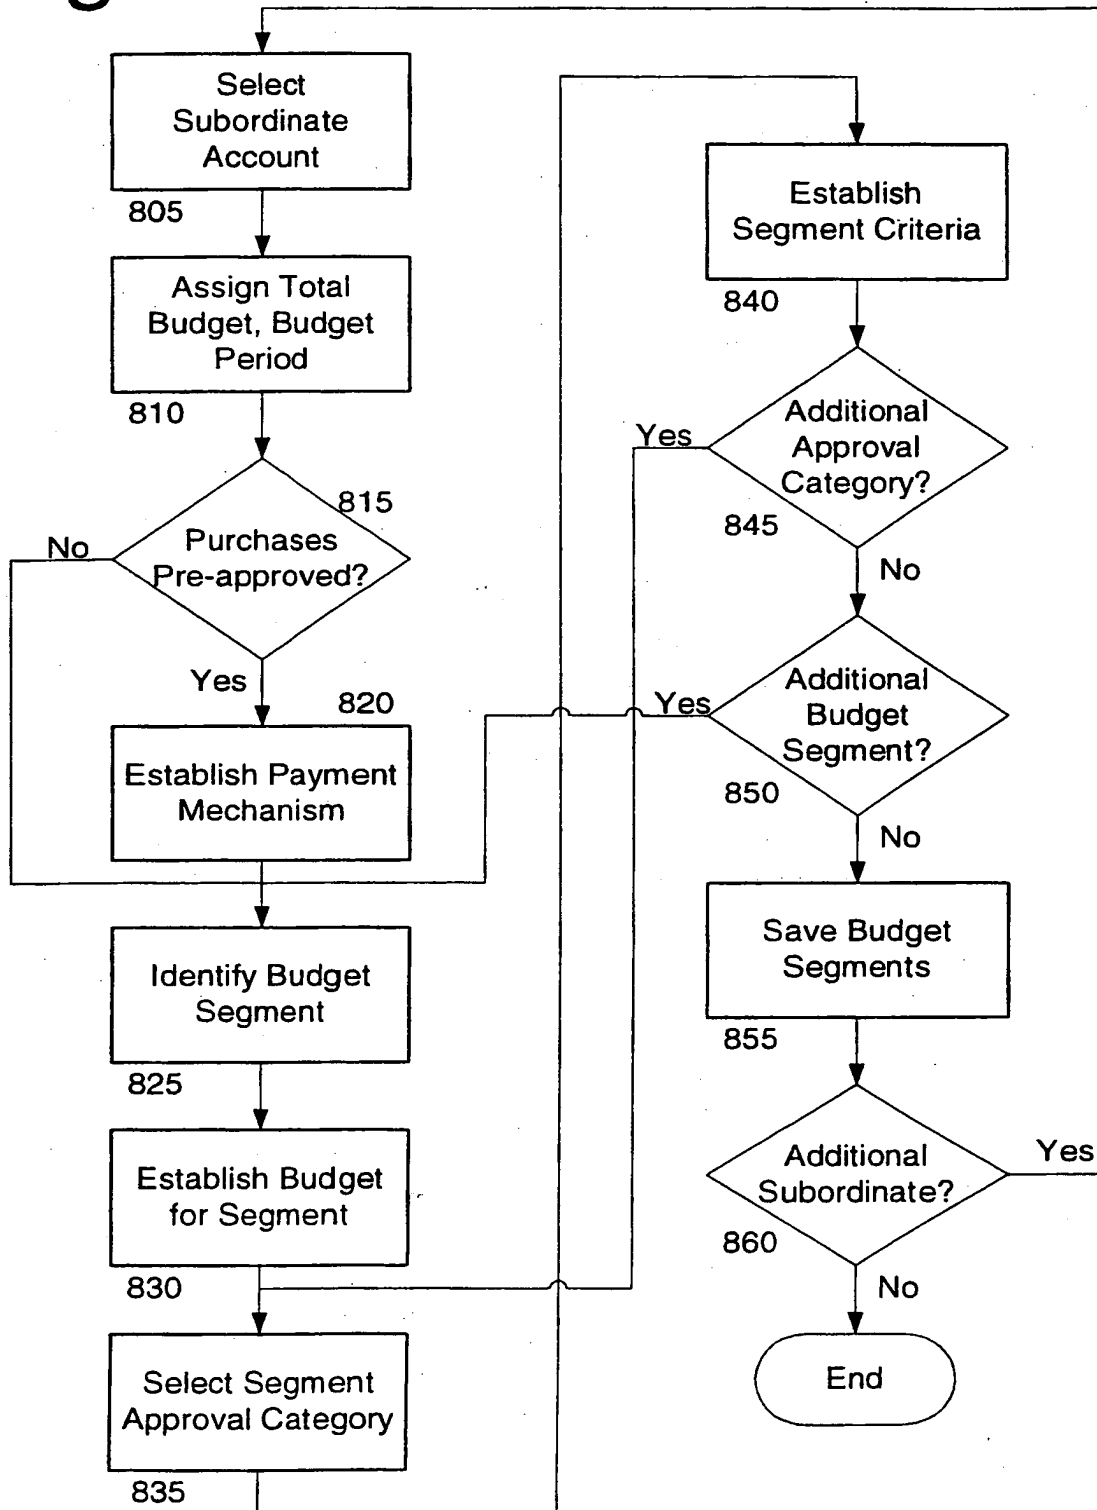 Select
Subordinate
Account
805
Assign Total
Budget, Budget
Period
810
815
Purchases
Pre-approved?
No
Yes
820
Establish Payment
Mechanism
Identify Budget
Segment
825
Establish Budget
for Segment
830
Select Segment
Approval Category
835
Establish
Segment Criteria
840
Additional
Approval
Category?
Yes
845
No
Additional
Budget
Segment?
Yes
850
No
Save Budget
Segments
855
Additional
Subordinate?
Yes
860
No
End